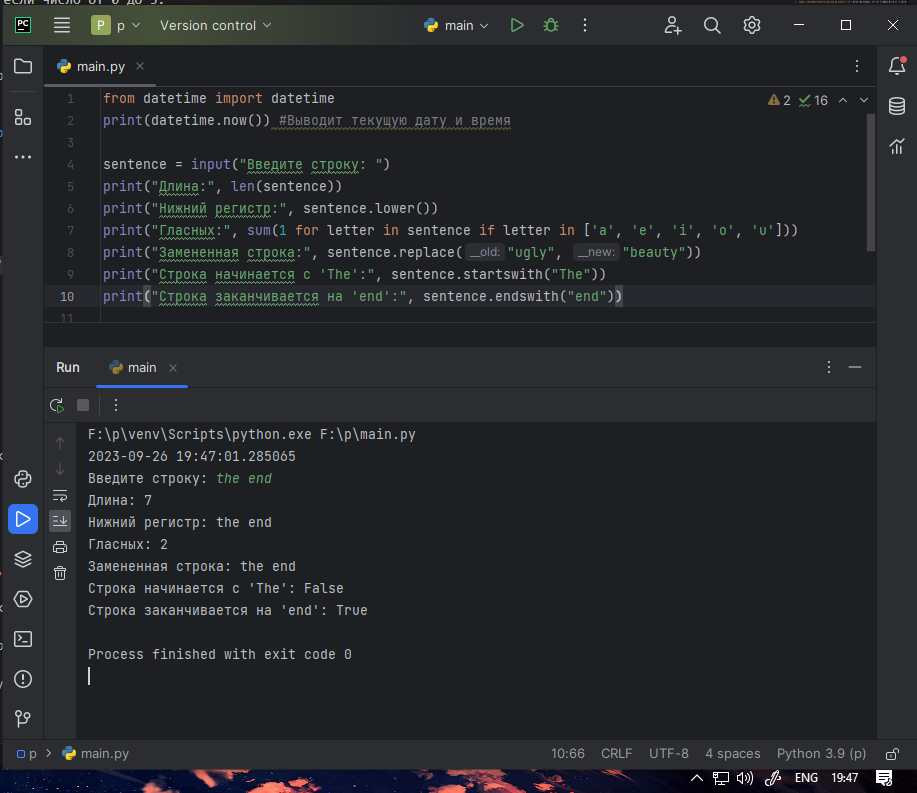 если число от 0 до 5.
PC P p Version control main
main.py
1 from datetime import datetime 2 16
2 print(datetime.now()) #Выводит текущую дату и время
3
4 sentence = input("Введите строку: ")
5 print("Длина:", len(sentence))
6 print("Нижний регистр:", sentence.lower())
7 print("Гласных:", sum(1 for letter in sentence if letter in ['a', 'e', 'i', 'o', 'u']))
8 print("Замененная строка:", sentence.replace( __old: "ugly", __new: "beauty"))
9 print("Строка начинается с 'The':", sentence.startswith("The"))
10 print("Строка заканчивается на 'end':", sentence.endswith("end"))
11
Run main
F:\p\venv\Scripts\python.exe F:\p\main.py
2023-09-26 19:47:01.285065
Введите строку: the end
Длина: 7
Нижний регистр: the end
Гласных: 2
Замененная строка: the end
Строка начинается с 'The': False
Строка заканчивается на 'end': True
Process finished with exit code 0
p main.py 10:66 CRLF UTF-8 4 spaces Python 3.9 (p)
ENG 19:47